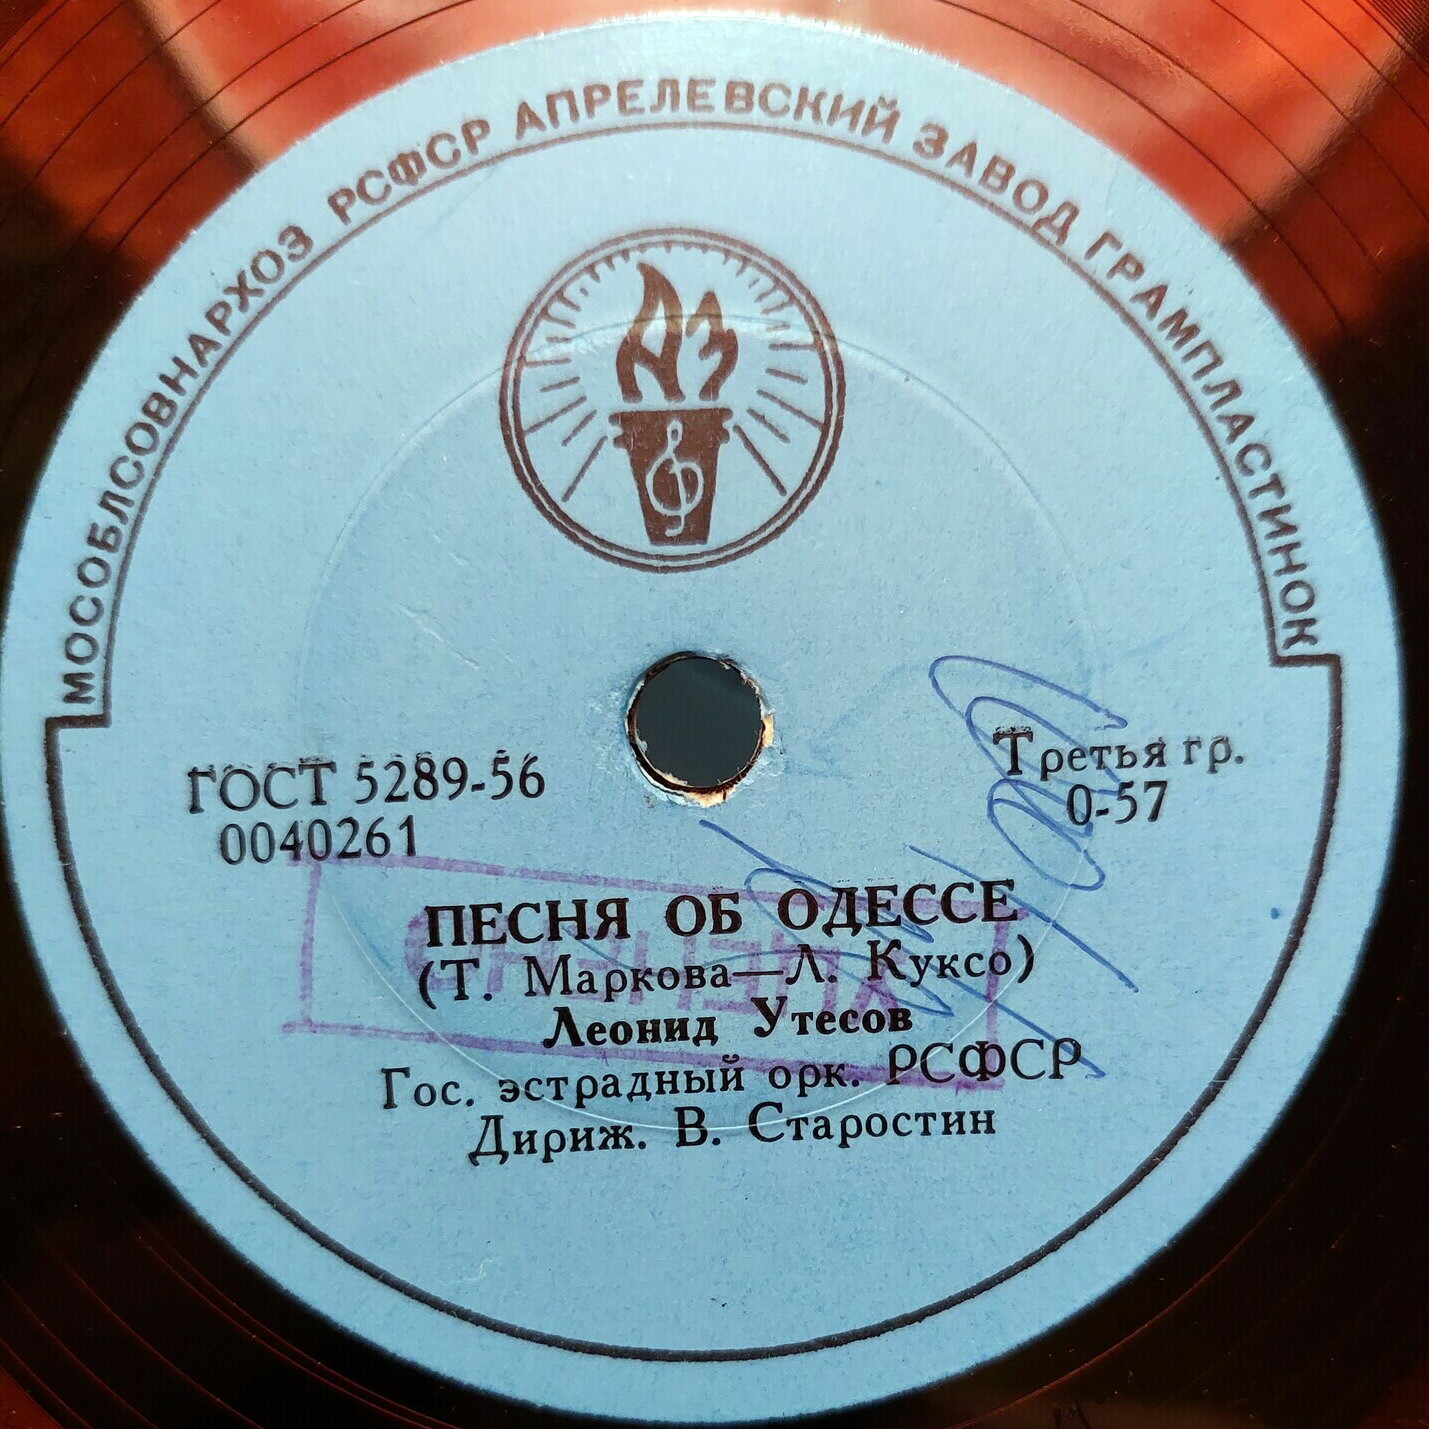 МОСОБЛСОВНАРХОЗ РСФСР АПРЕЛЕВСКИЙ ЗАВОД ГРАМПЛАСТИНОК
АЗ
ГОСТ 5289-56
0040261
Третья гр.
0-57
ПЕСНЯ ОБ ОДЕССЕ
(Т. Маркова—Л. Куксо)
Леонид Утесов
Гос. эстрадный орк. РСФСР
Дириж. В. Старостин